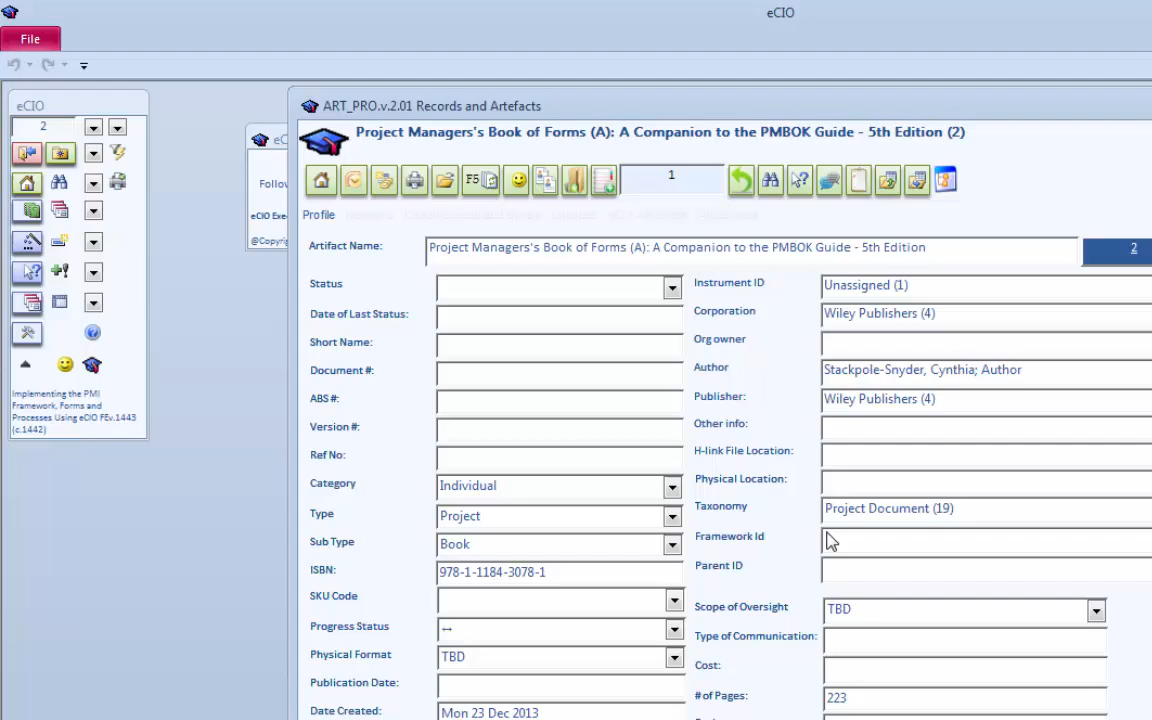 eCIO
File
eCIO
2
Implementing the PMI
Framework, Forms and
Processes Using eCIO FEv.1443
(c.1442)
Follov
eCIO Exe
@Copyrig
ART_PRO.v.2.01 Records and Artefacts
Project Managers's Book of Forms (A): A Companion to the PMBOK Guide - 5th Edition (2)
F5
1
Profile
Artifact Name:
Project Managers's Book of Forms (A): A Companion to the PMBOK Guide - 5th Edition
2
Status
Date of Last Status:
Short Name:
Document #:
ABS #:
Version #:
Ref No:
Category
Individual
Type
Project
Sub Type
Book
ISBN:
978-1-1184-3078-1
SKU Code
Progress Status
--
Physical Format
TBD
Publication Date:
Date Created:
Mon 23 Dec 2013
Instrument ID
Unassigned (1)
Corporation
Wiley Publishers (4)
Org owner
Author
Stackpole-Snyder, Cynthia; Author
Publisher:
Wiley Publishers (4)
Other info:
H-link File Location:
Physical Location:
Taxonomy
Project Document (19)
Framework Id
Parent ID
Scope of Oversight
TBD
Type of Communication:
Cost:
# of Pages:
223